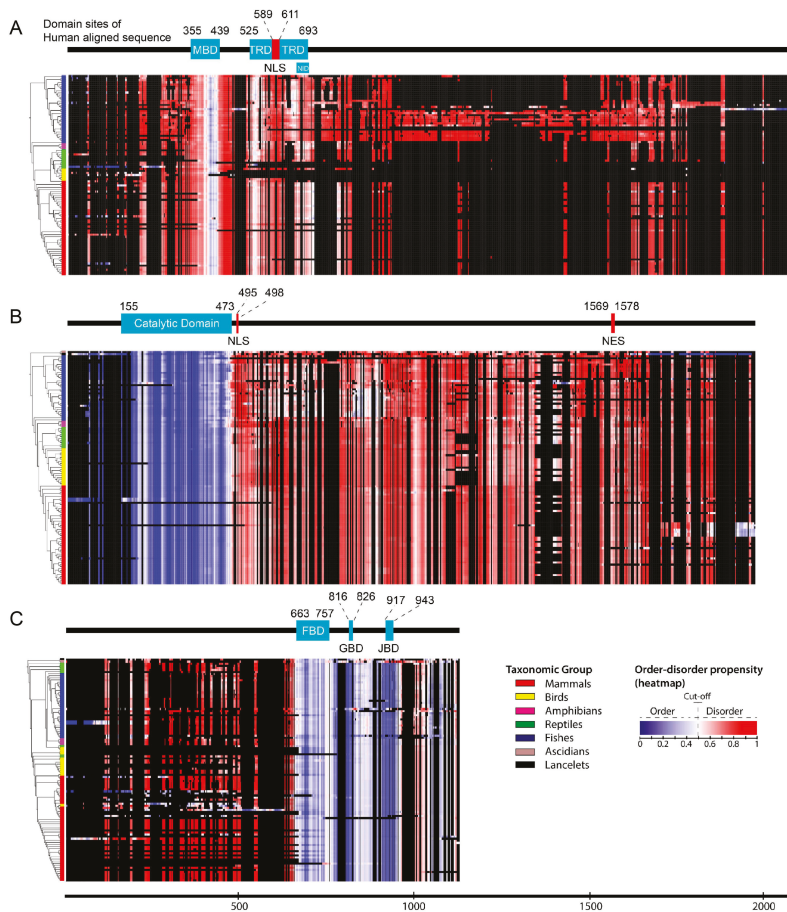 A
Domain sites of
Human aligned sequence
589 611
355 439 525 693
MBD TRD TRD
NLS NID
B
155 473 495 498 1569 1578
Catalytic Domain
NLS NES
C
816 826 917 943
663 757
FBD
GBD JBD
Taxonomic Group
Mammals
Birds
Amphibians
Reptiles
Fishes
Ascidians
Lancelets
Order-disorder propensity
(heatmap)
Cut-off
Order Disorder
0 0.2 0.4 0.6 0.8 1
500 1000 1500 2000